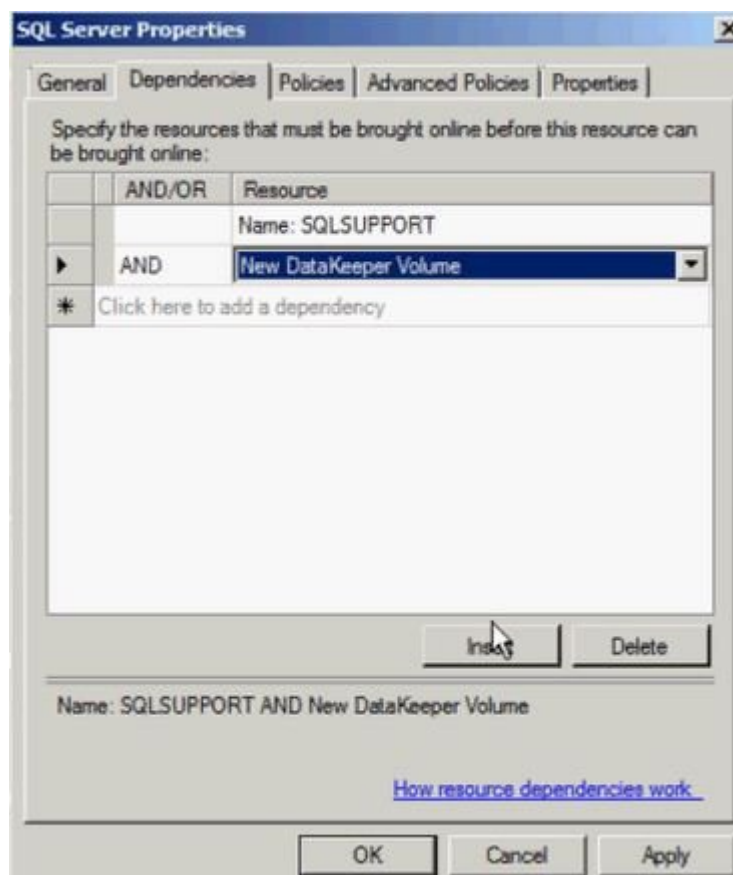 SQL Server Properties
General Dependencies Policies Advanced Policies Properties
Specify the resources that must be brought online before this resource can
be brought online:
AND/OR Resource
Name: SQLSUPPORT
AND New DataKeeper Volume
Click here to add a dependency
Delete
Name: SQLSUPPORT AND New DataKeeper Volume
How resource dependencies work
OK Cancel Apply